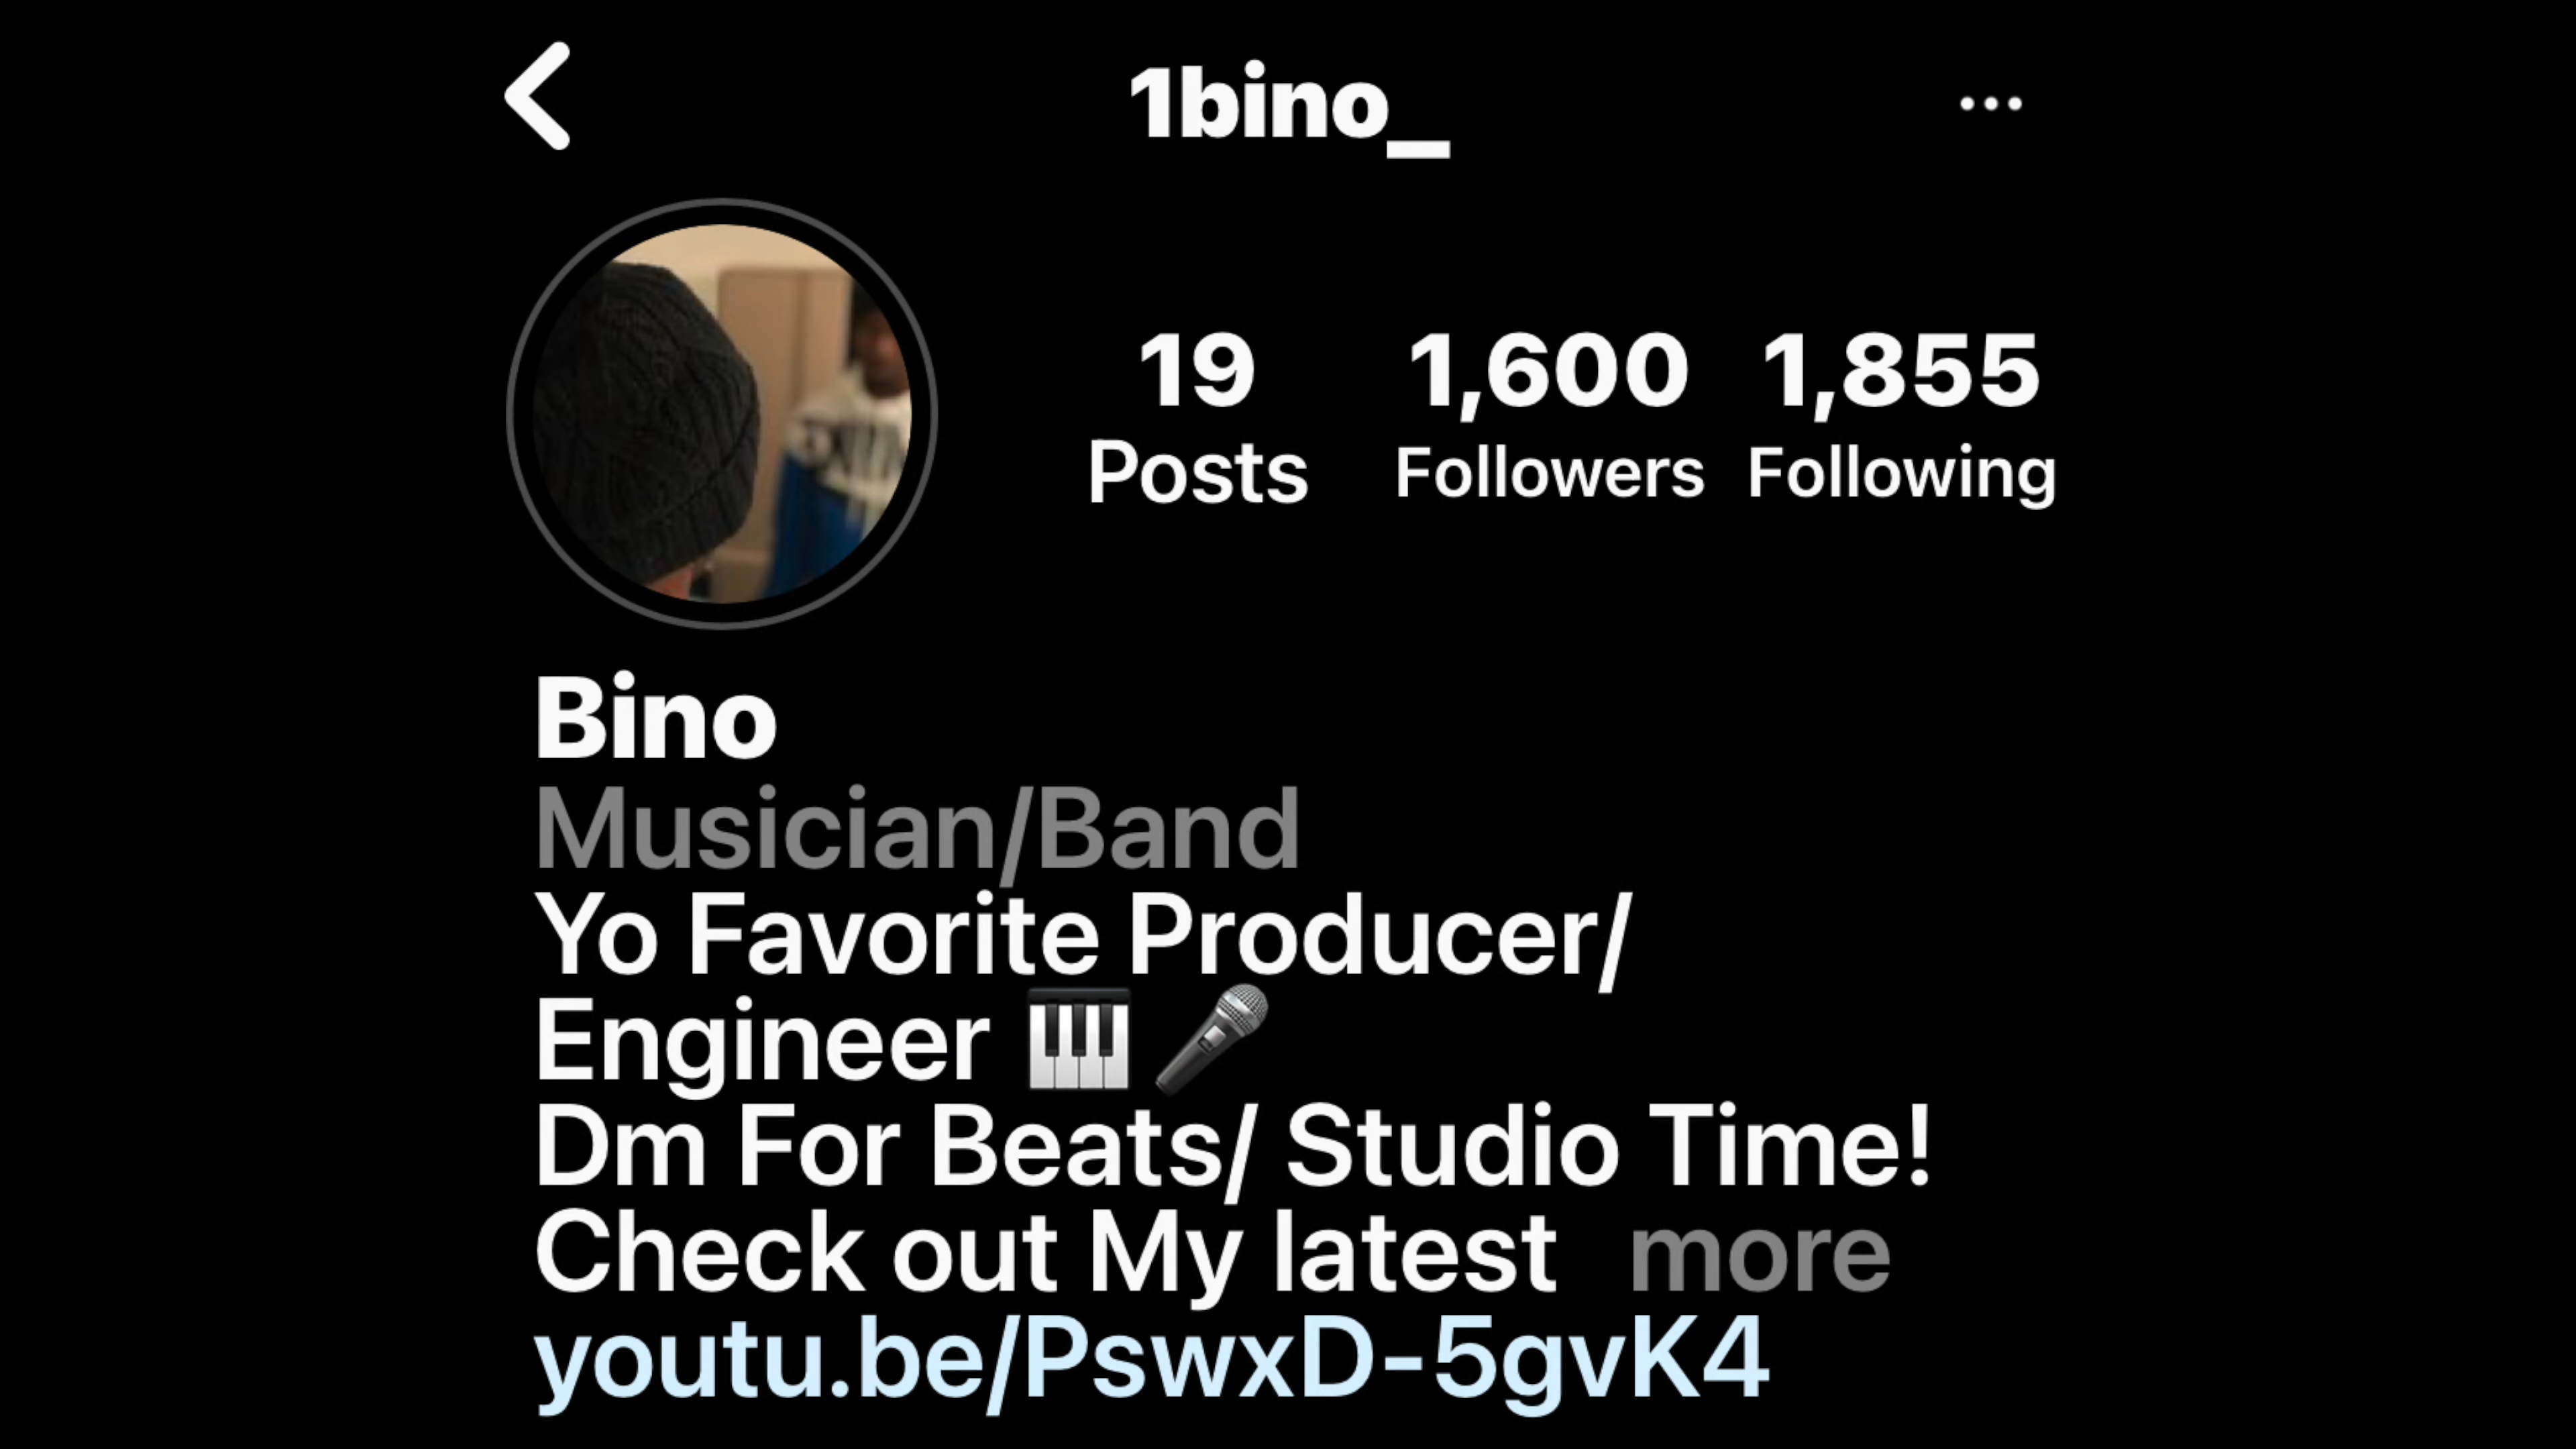 1bino_
19 1,600 1,855
Posts Followers Following
Bino
Musician/Band
Yo Favorite Producer/
Engineer 🎹🎤
Dm For Beats/ Studio Time!
Check out My latest more
youtu.be/PswxD-5gvK4